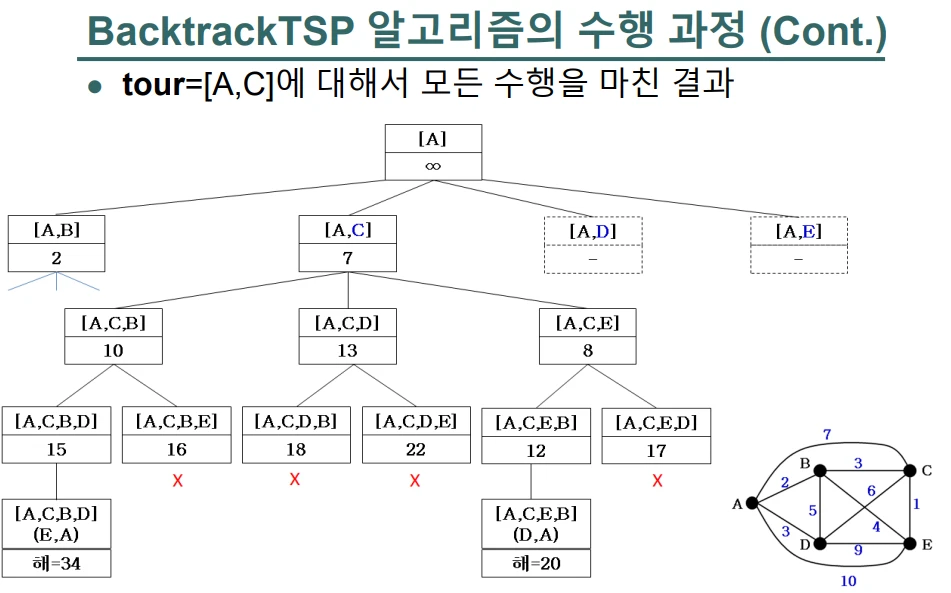 BacktrackTSP 알고리즘의 수행 과정 (Cont.)
● tour=[A,C]에 대해서 모든 수행을 마친 결과
[A]
∞
[A,B]
2
[A,C]
7
[A,D]
–
[A,E]
–
[A,C,B]
10
[A,C,D]
13
[A,C,E]
8
[A,C,B,D]
15
[A,C,B,E]
16
X
[A,C,D,B]
18
X
[A,C,D,E]
22
X
[A,C,E,B]
12
[A,C,E,D]
17
X
[A,C,B,D]
(E,A)
해=34
[A,C,E,B]
(D,A)
해=20
7
B
3
C
2
6
A
5
1
3
4
D
9
E
10